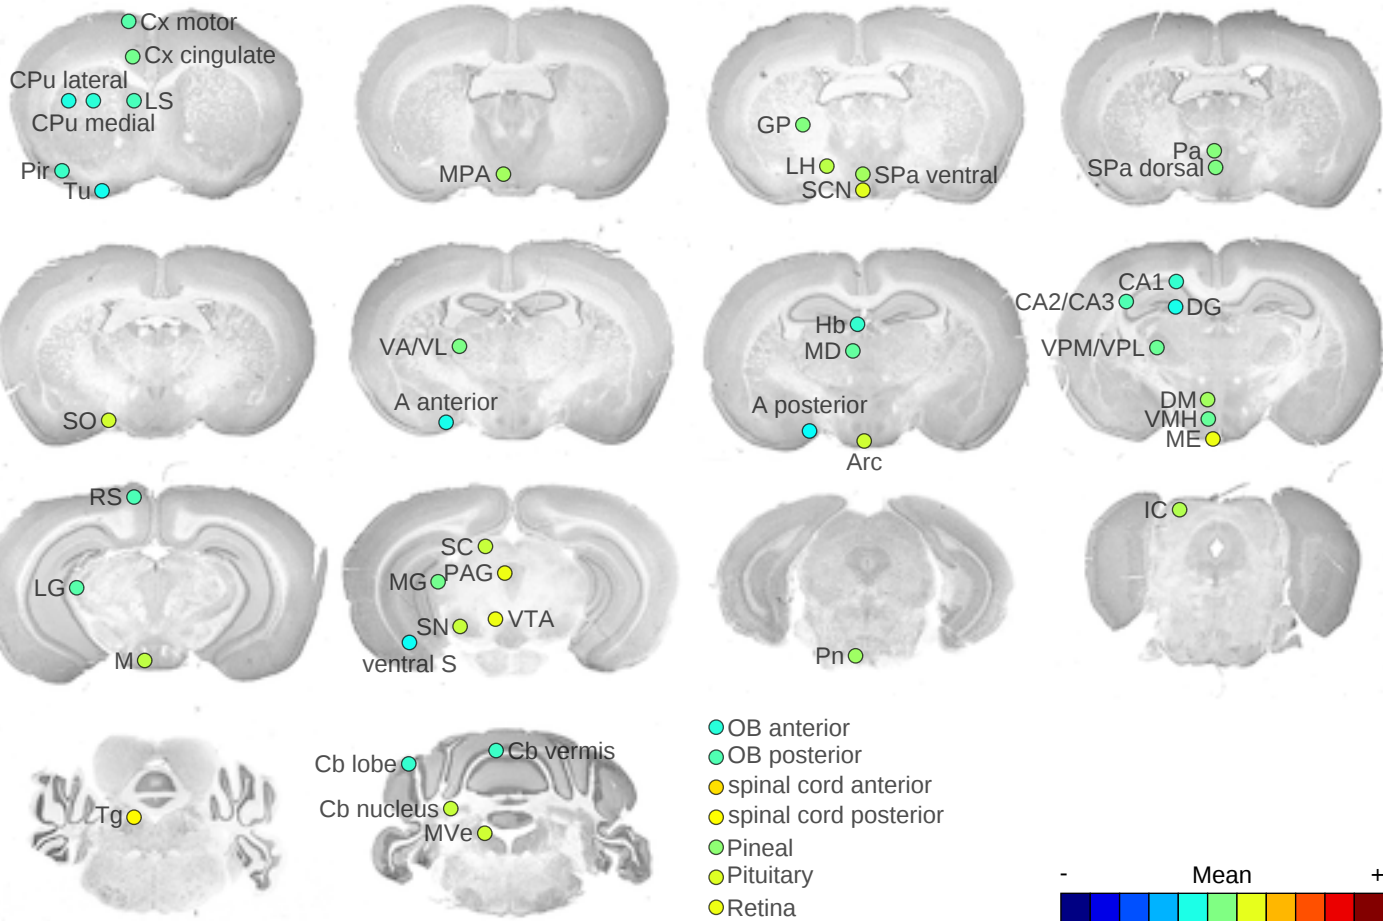 Cx motor
Cx cingulate
CPu lateral
LS
CPu medial
Pir
Tu
MPA
GP
LH
SPa ventral
SCN
Pa
SPa dorsal
SO
VA/VL
A anterior
Hb
MD
A posterior
Arc
CA1
CA2/CA3
DG
VPM/VPL
DM
VMH
ME
RS
LG
M
SC
PAG
MG
VTA
SN
ventral S
Pn
IC
Tg
Cb vermis
Cb lobe
Cb nucleus
MVe
OB anterior
OB posterior
spinal cord anterior
spinal cord posterior
Pineal
Pituitary
Retina
- Mean +